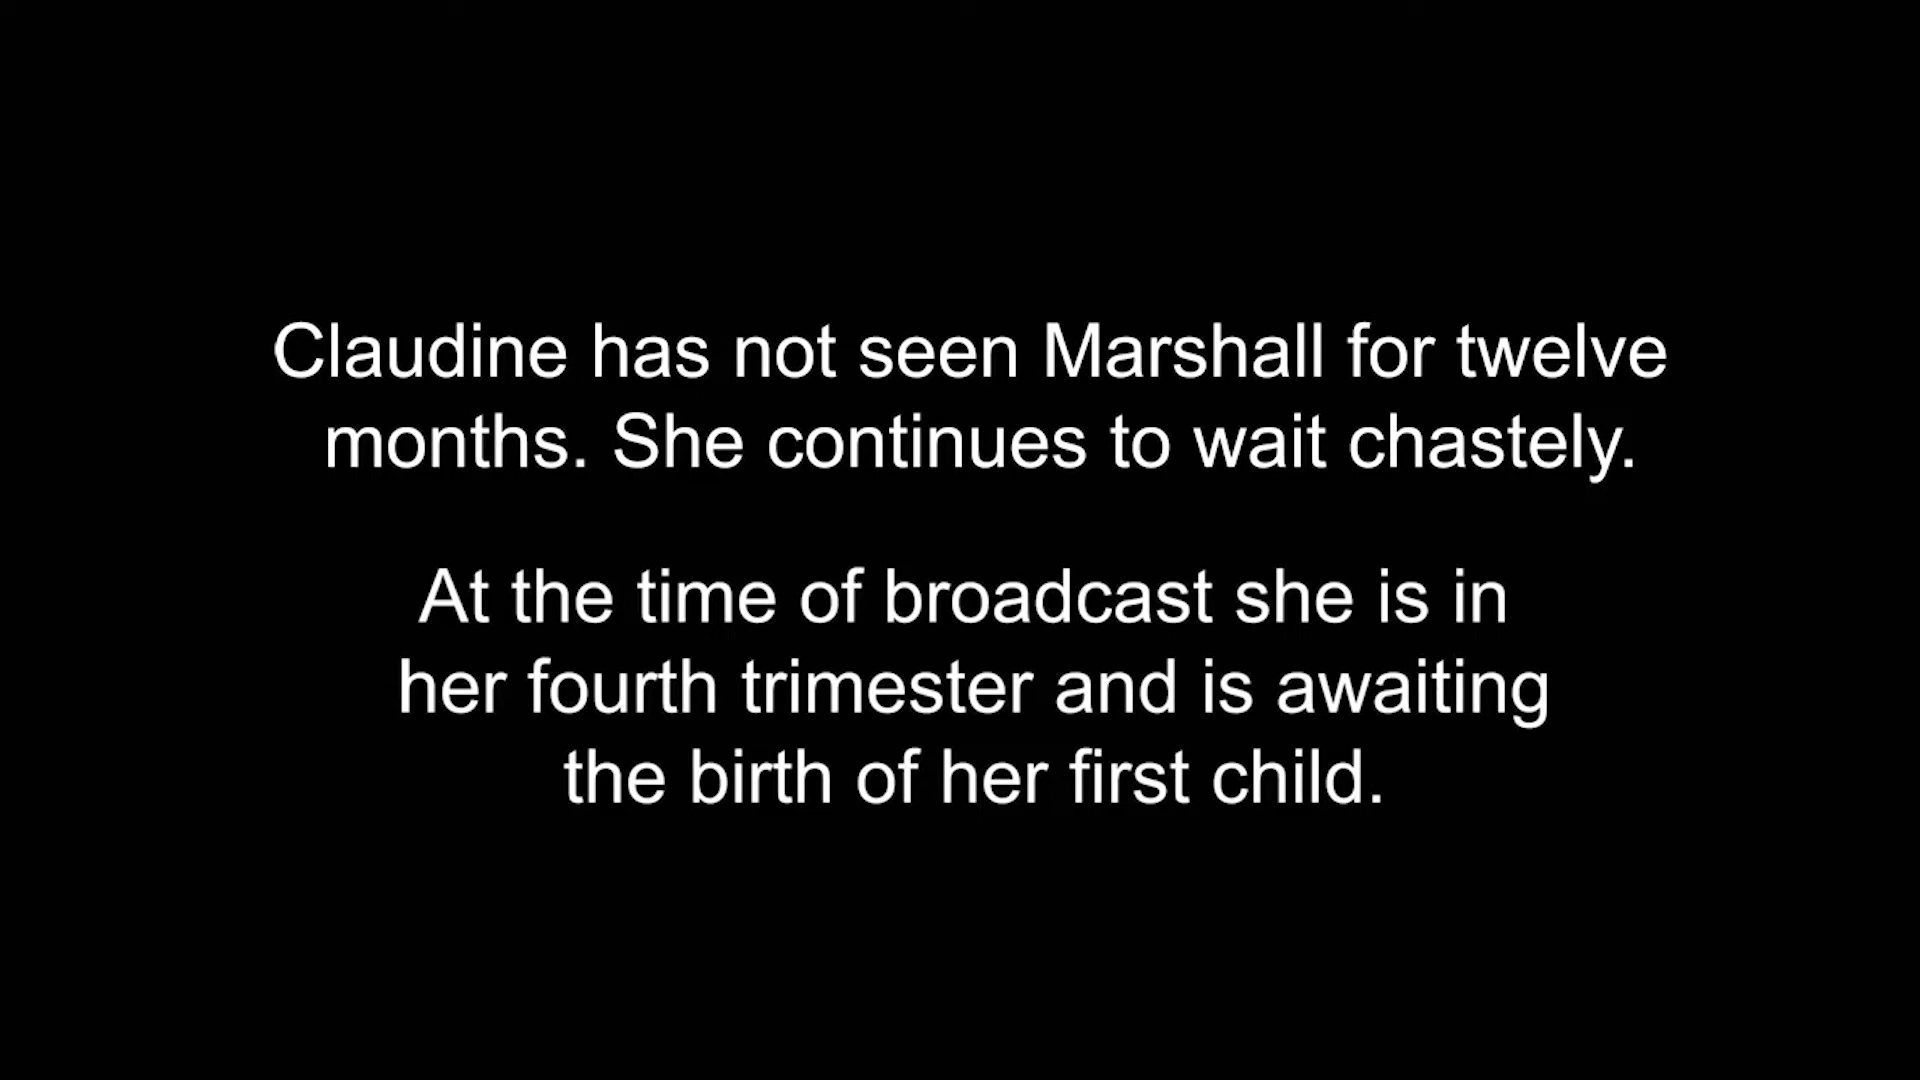 Claudine has not seen Marshall for twelve
months. She continues to wait chastely.
At the time of broadcast she is in
her fourth trimester and is awaiting
the birth of her first child.